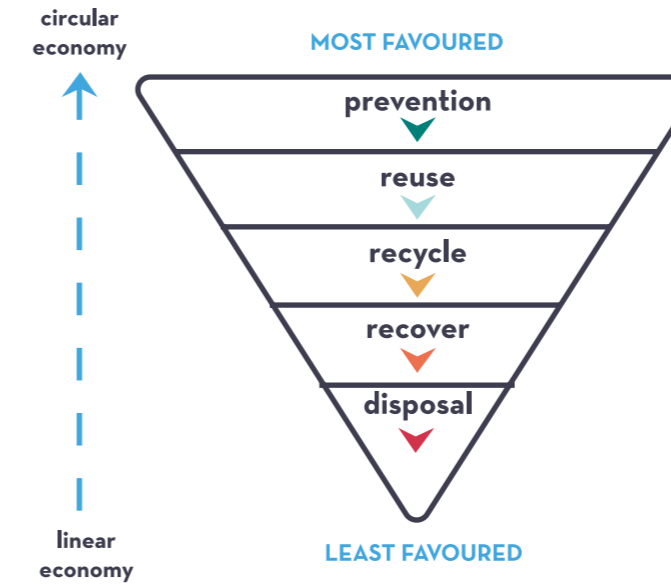 circular
economy
MOST FAVOURED
prevention
reuse
recycle
recover
disposal
linear
economy
LEAST FAVOURED